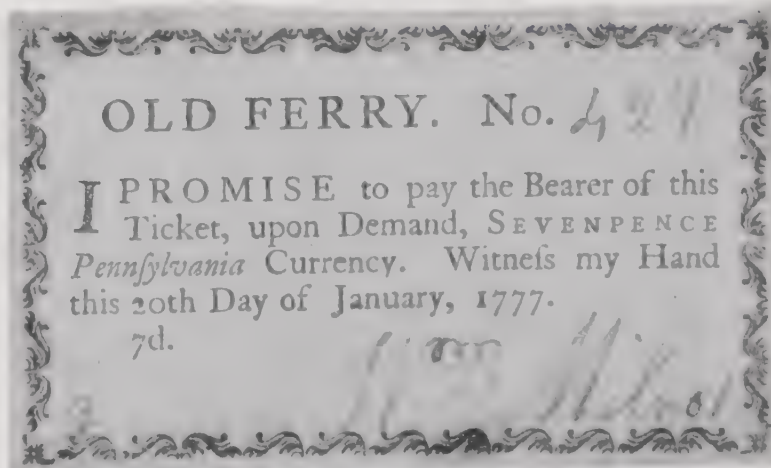 OLD FERRY. No.
I PROMISE to pay the Bearer of this
Ticket, upon Demand, SEVENPENCE
Pennſylvania Currency. Witneſs my Hand
this 20th Day of January, 1777.
7d.